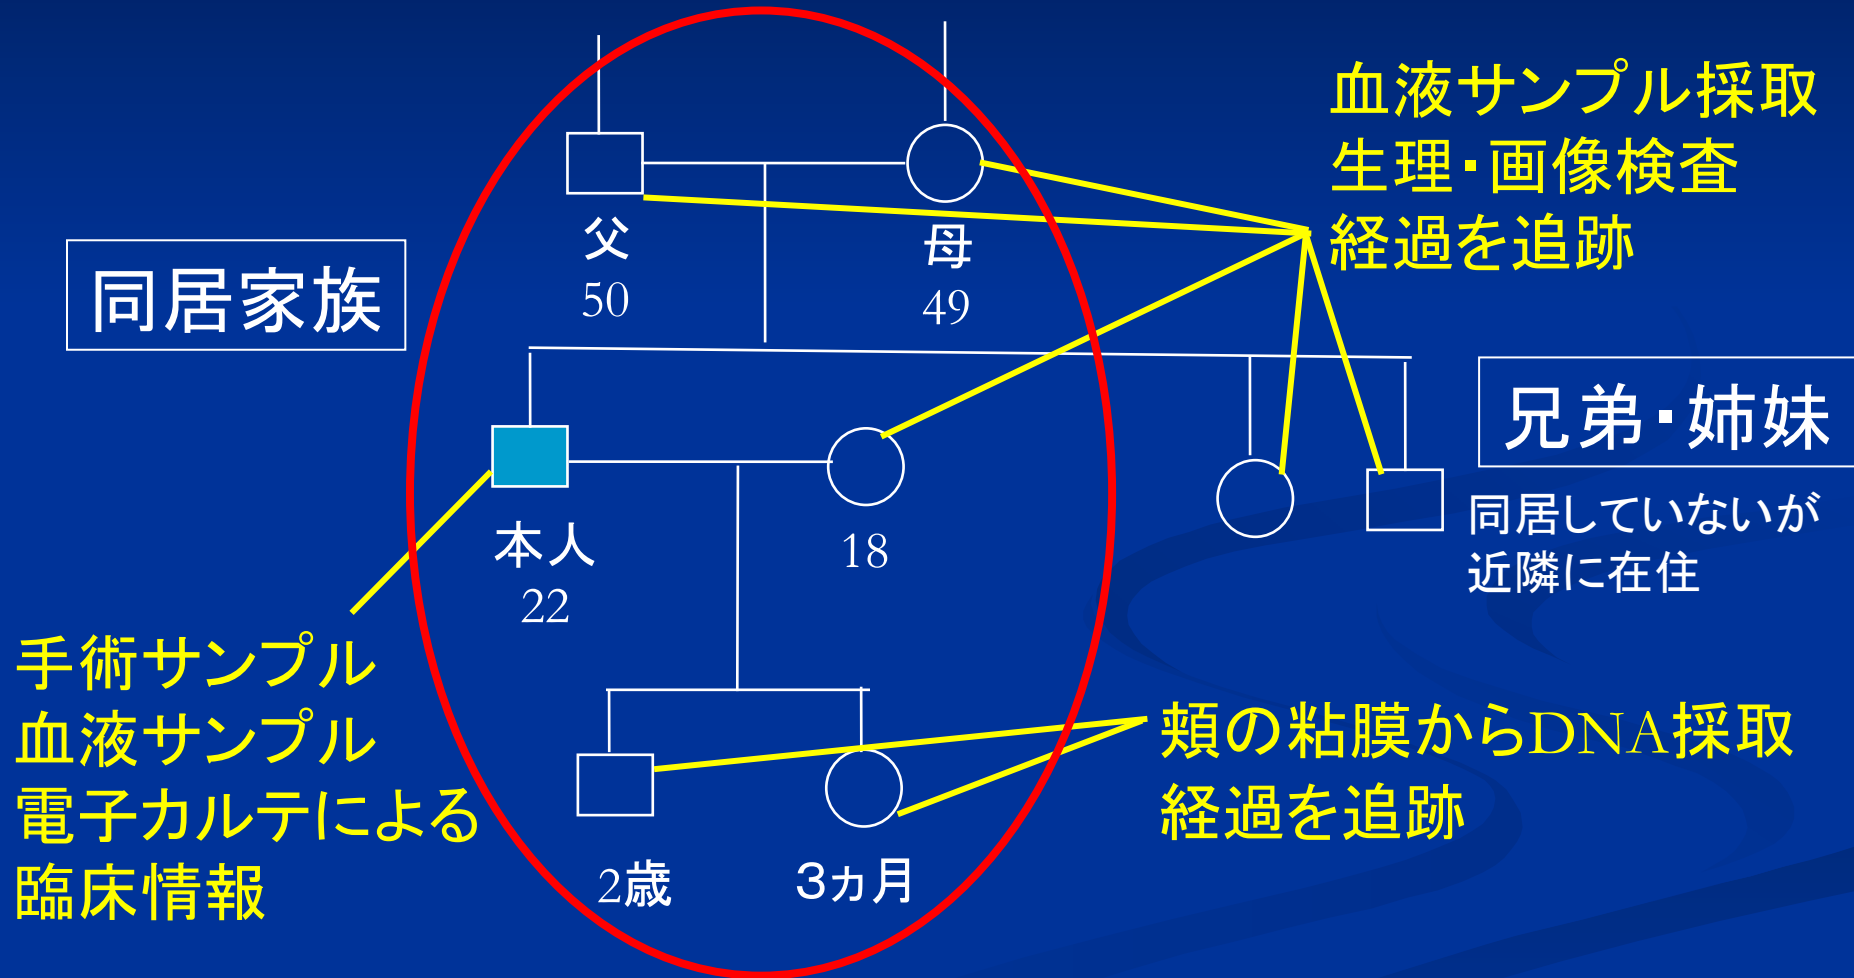 血液サンプル採取
生理・画像検査
経過を追跡
父
50
母
49
同居家族
兄弟・姉妹
同居していないが
近隣に在住
本人
22
18
手術サンプル
血液サンプル
電子カルテによる
臨床情報
頬の粘膜からDNA採取
経過を追跡
2歳
3ヵ月